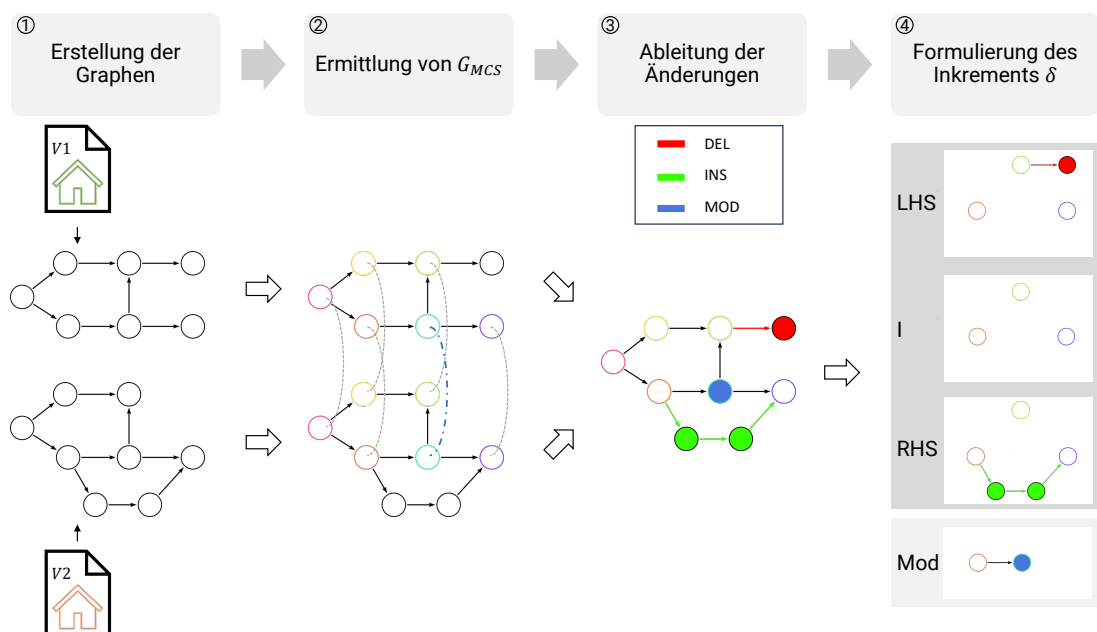 ①
Erstellung der
Graphen
②
Ermittlung von G_MCS
③
Ableitung der
Änderungen
④
Formulierung des
Inkrements δ
V1
DEL
INS
MOD
LHS
I
RHS
Mod
V2